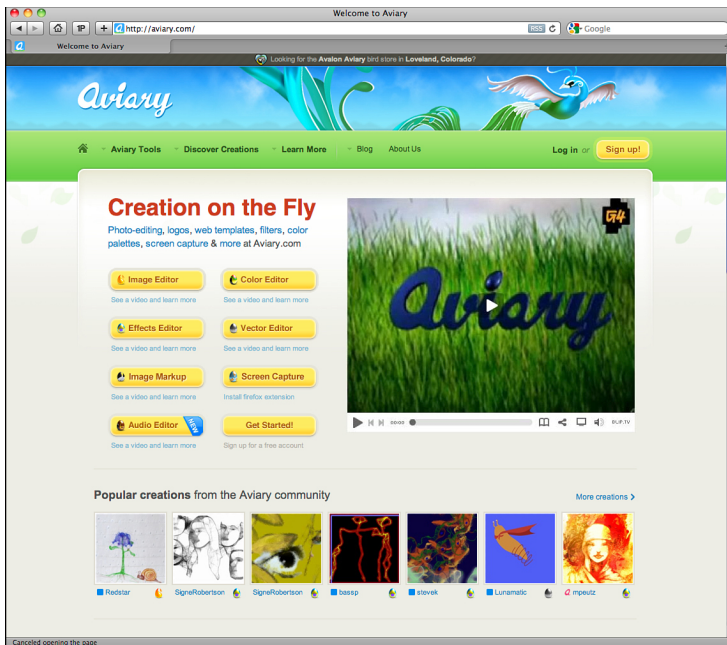 Welcome to Aviary
1P
http://aviary.com/
RSS
Google
Welcome to Aviary
Looking for the Avalon Aviary bird store in Loveland, Colorado?
aviary
Aviary Tools
Discover Creations
Learn More
Blog
About Us
Log in or
Sign up!
Creation on the Fly
Photo-editing, logos, web templates, filters, color
palettes, screen capture & more at Aviary.com
Image Editor
Color Editor
See a video and learn more
See a video and learn more
Effects Editor
Vector Editor
See a video and learn more
See a video and learn more
Image Markup
Screen Capture
See a video and learn more
Install firefox extension
Audio Editor
NEW
Get Started!
See a video and learn more
Sign up for a free account
G4
aviary
00:00
BLIP.TV
Popular creations from the Aviary community
More creations
Redstar
SigneRobertson
SigneRobertson
bassp
stevek
Lunamatic
mpeutz
Canceled opening the page